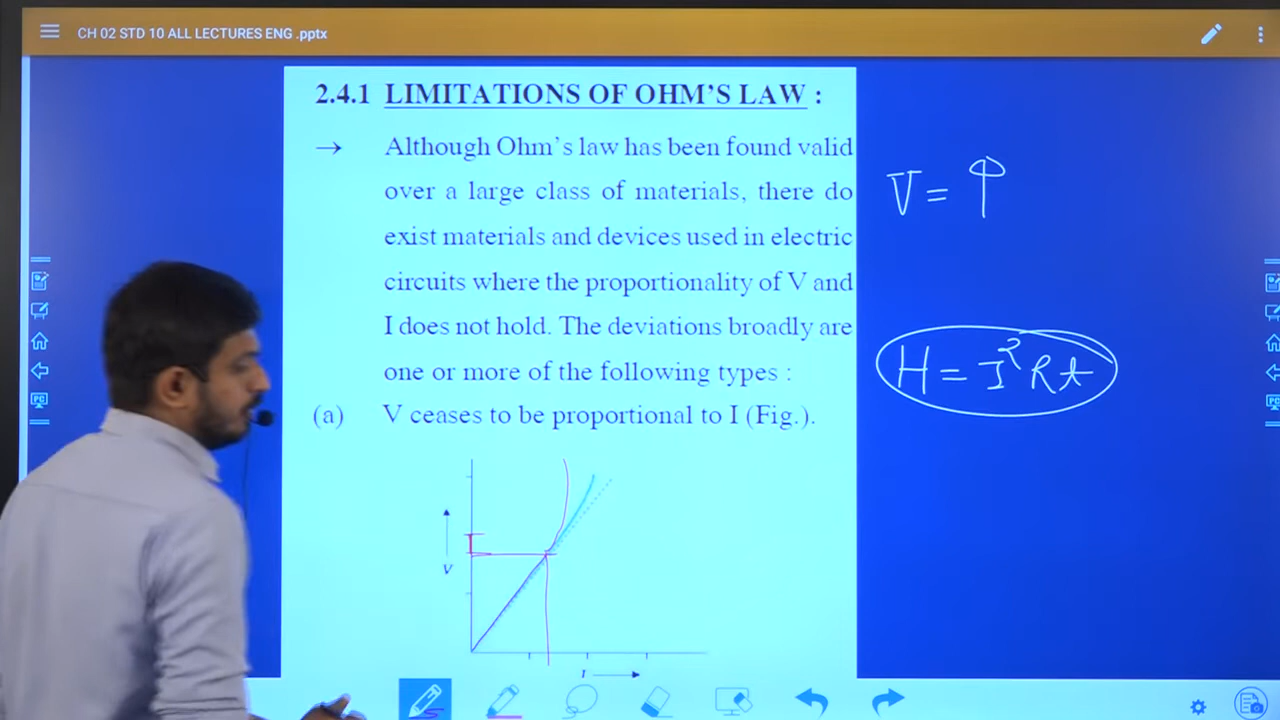 CH 02 STD 10 ALL LECTURES ENG .pptx
2.4.1 LIMITATIONS OF OHM'S LAW :
→ Although Ohm's law has been found valid
over a large class of materials, there do
exist materials and devices used in electric
circuits where the proportionality of V and
I does not hold. The deviations broadly are
one or more of the following types :
(a) V ceases to be proportional to I (Fig.).
V
I
V =
H = I²Rt
PC
PC